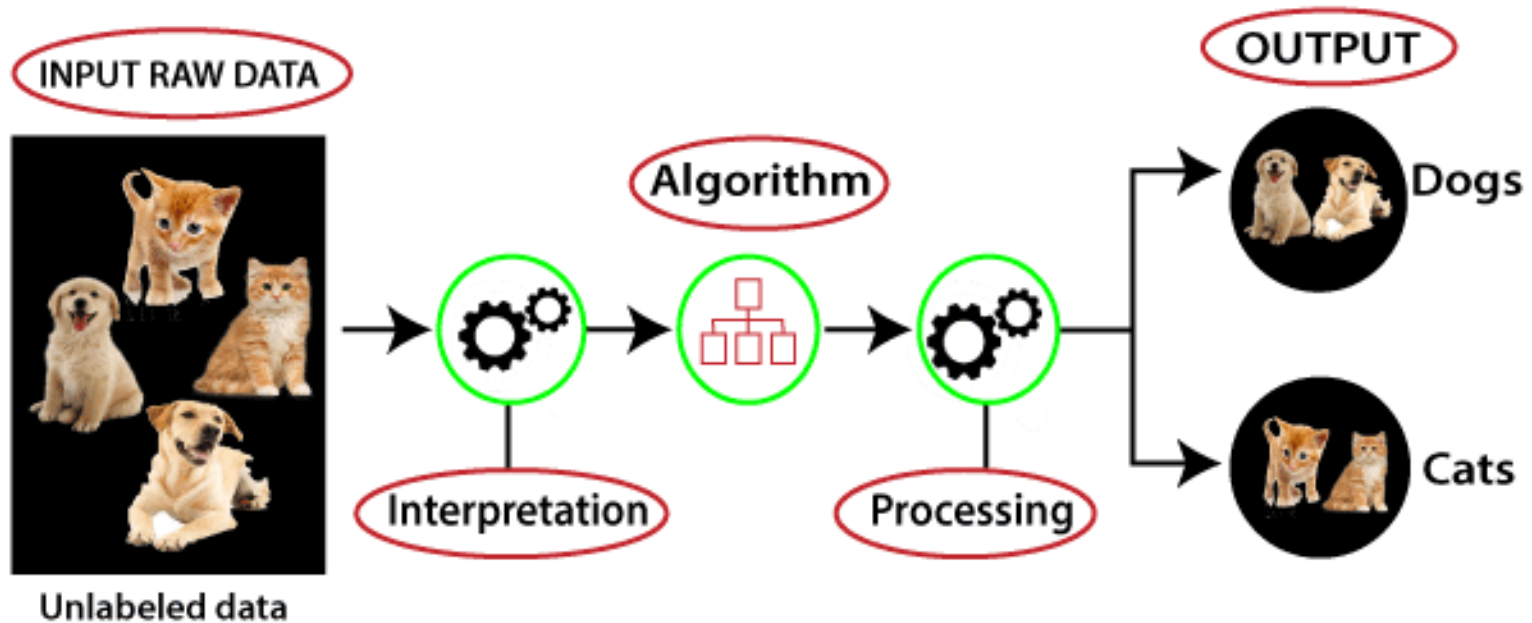 INPUT RAW DATA
Unlabeled data
Interpretation
Algorithm
Processing
OUTPUT
Dogs
Cats